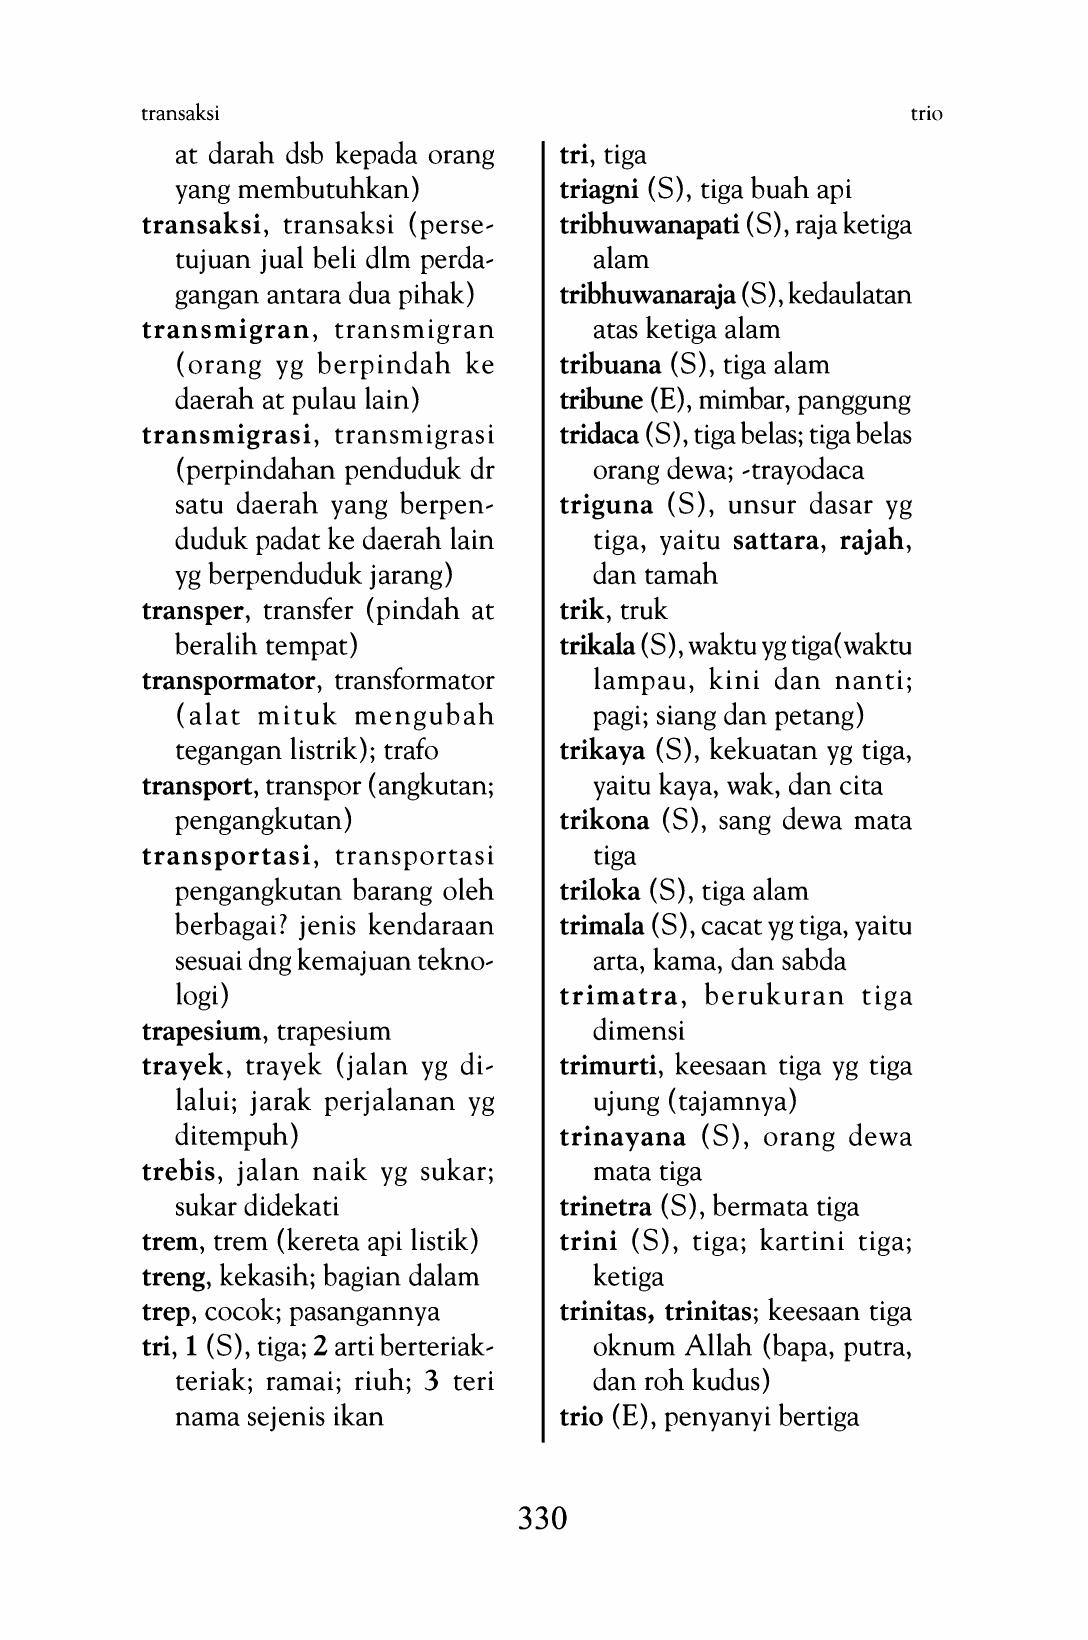 transaksi
trio
at darah dsb kepada orang
yang membutuhkan)
transaksi, transaksi (perse-
tujuan jual beli dlm perda-
gangan antara dua pihak)
transmigran, transmigran
(orang yg berpindah ke
daerah at pulau lain)
transmigrasi, transmigrasi
(perpindahan penduduk dr
satu daerah yang berpen-
duduk padat ke daerah lain
yg berpenduduk jarang)
transper, transfer (pindah at
beralih tempat)
transpormator, transformator
(alat mituk mengubah
tegangan listrik); trafo
transport, transpor (angkutan;
pengangkutan)
transportasi, transportasi
pengangkutan barang oleh
berbagai? jenis kendaraan
sesuai dng kemajuan tekno-
logi)
trapesium, trapesium
trayek, trayek (jalan yg di-
lalui; jarak perjalanan yg
ditempuh)
trebis, jalan naik yg sukar;
sukar didekati
trem, trem (kereta api listik)
treng, kekasih; bagian dalam
trep, cocok; pasangannya
tri, 1 (S), tiga; 2 arti berteriak-
teriak; ramai; riuh; 3 teri
nama sejenis ikan
tri, tiga
triagni (S), tiga buah api
tribhuwanapati (S), raja ketiga
alam
tribhuwanaraja (S), kedaulatan
atas ketiga alam
tribuana (S), tiga alam
tribune (E), mimbar, panggung
tridaca (S), tiga belas; tiga belas
orang dewa; -trayodaca
triguna (S), unsur dasar yg
tiga, yaitu sattara, rajah,
dan tamah
trik, truk
trikala (S), waktu yg tiga(waktu
lampau, kini dan nanti;
pagi; siang dan petang)
trikaya (S), kekuatan yg tiga,
yaitu kaya, wak, dan cita
trikona (S), sang dewa mata
tiga
triloka (S), tiga alam
trimala (S), cacat yg tiga, yaitu
arta, kama, dan sabda
trimatra, berukuran tiga
dimensi
trimurti, keesaan tiga yg tiga
ujung (tajamnya)
trinayana (S), orang dewa
mata tiga
trinetra (S), bermata tiga
trini (S), tiga; kartini tiga;
ketiga
trinitas, trinitas; keesaan tiga
oknum Allah (bapa, putra,
dan roh kudus)
trio (E), penyanyi bertiga
330